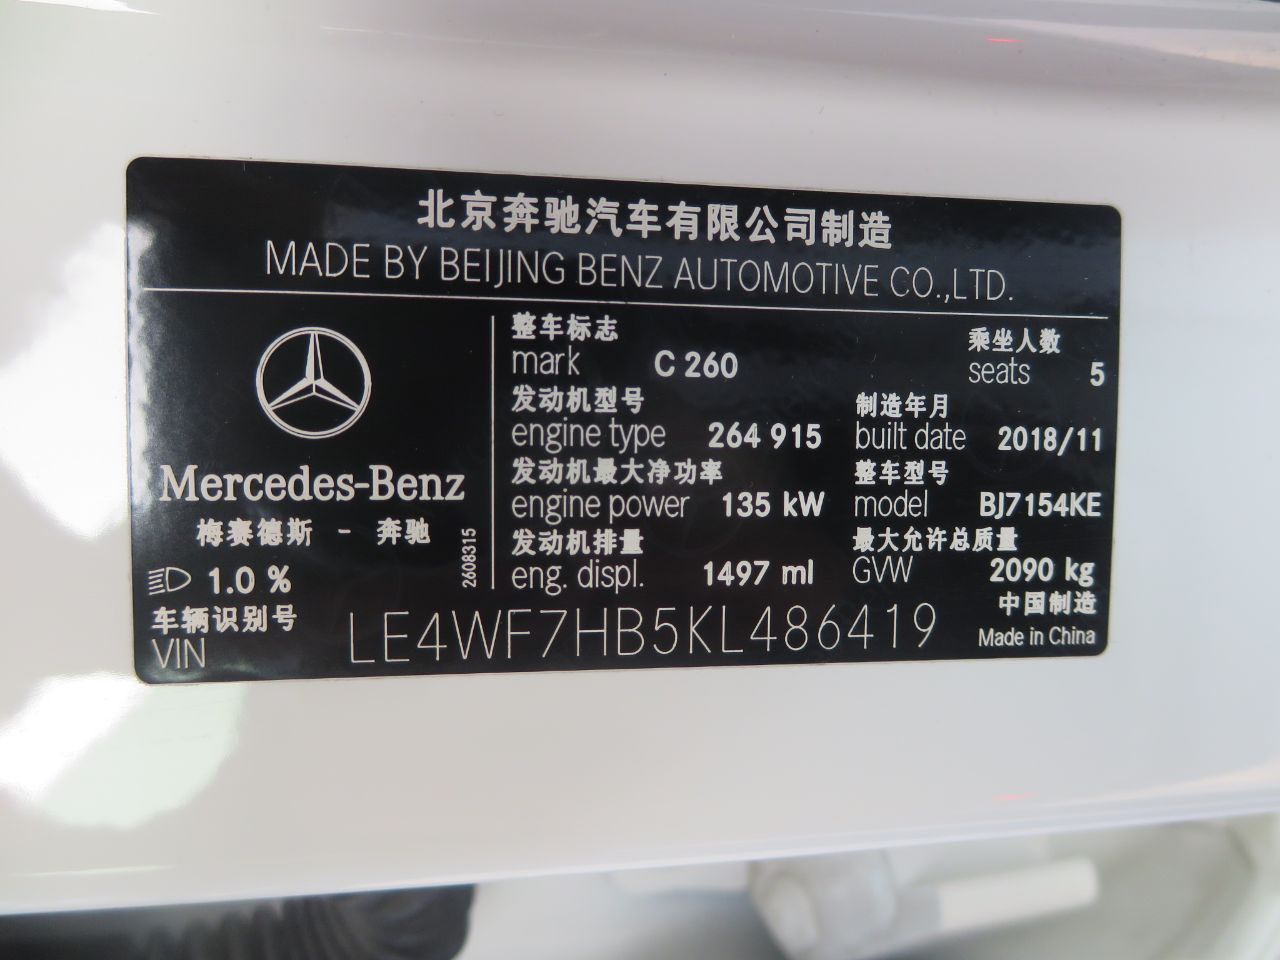 北京奔驰汽车有限公司制造
MADE BY BEIJING BENZ AUTOMOTIVE CO.,LTD.
Mercedes-Benz
梅赛德斯 - 奔驰
1.0 %
2608315
整车标志
mark C 260
乘坐人数
seats 5
发动机型号
engine type 264 915
制造年月
built date 2018/11
发动机最大净功率
engine power 135 kW
整车型号
model BJ7154KE
发动机排量
eng. displ. 1497 ml
最大允许总质量
GVW 2090 kg
车辆识别号
VIN LE4WF7HB5KL486419
中国制造
Made in China